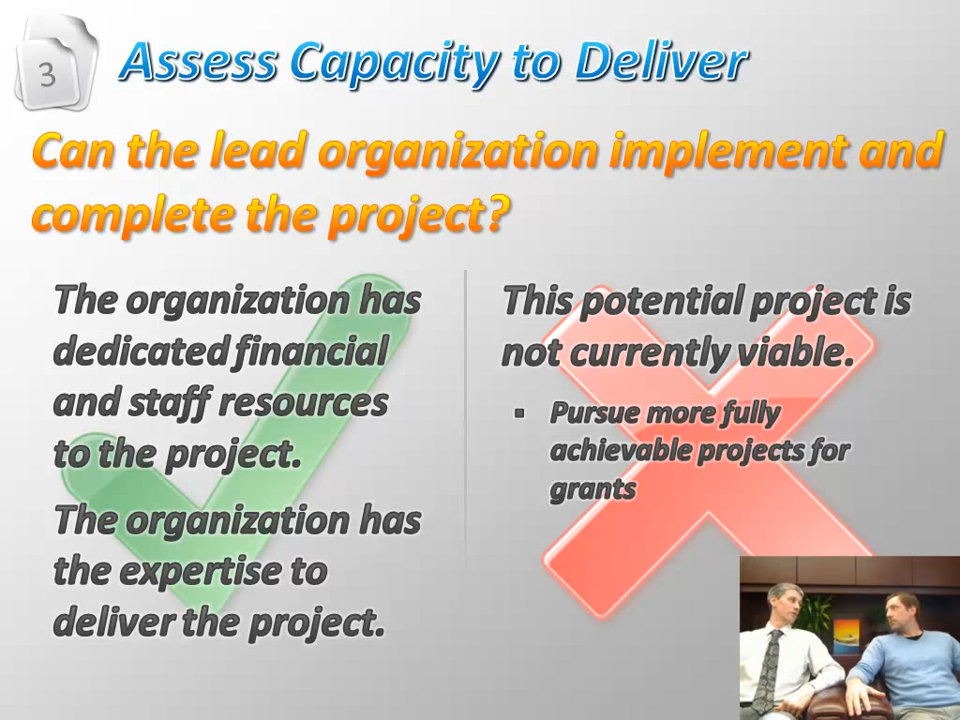 3
Assess Capacity to Deliver
Can the lead organization implement and
complete the project?
The organization has
dedicated financial
and staff resources
to the project.
The organization has
the expertise to
deliver the project.
This potential project is
not currently viable.
▪ Pursue more fully
achievable projects for
grants